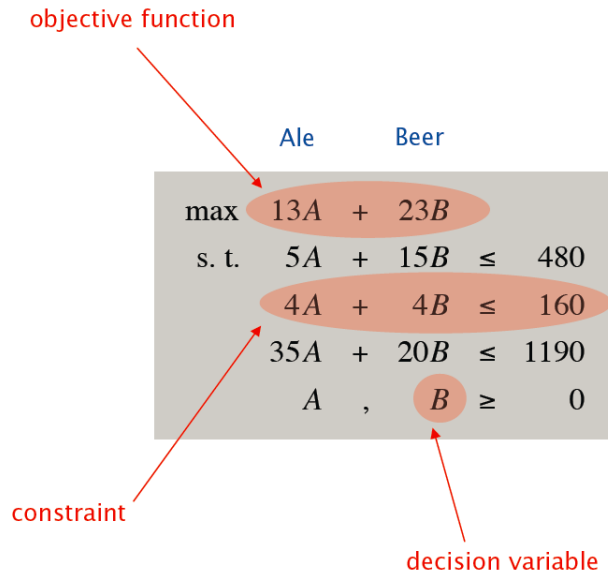 objective function
Ale Beer
max 13A + 23B
s. t. 5A + 15B ≤ 480
4A + 4B ≤ 160
35A + 20B ≤ 1190
A , B ≥ 0
constraint
decision variable